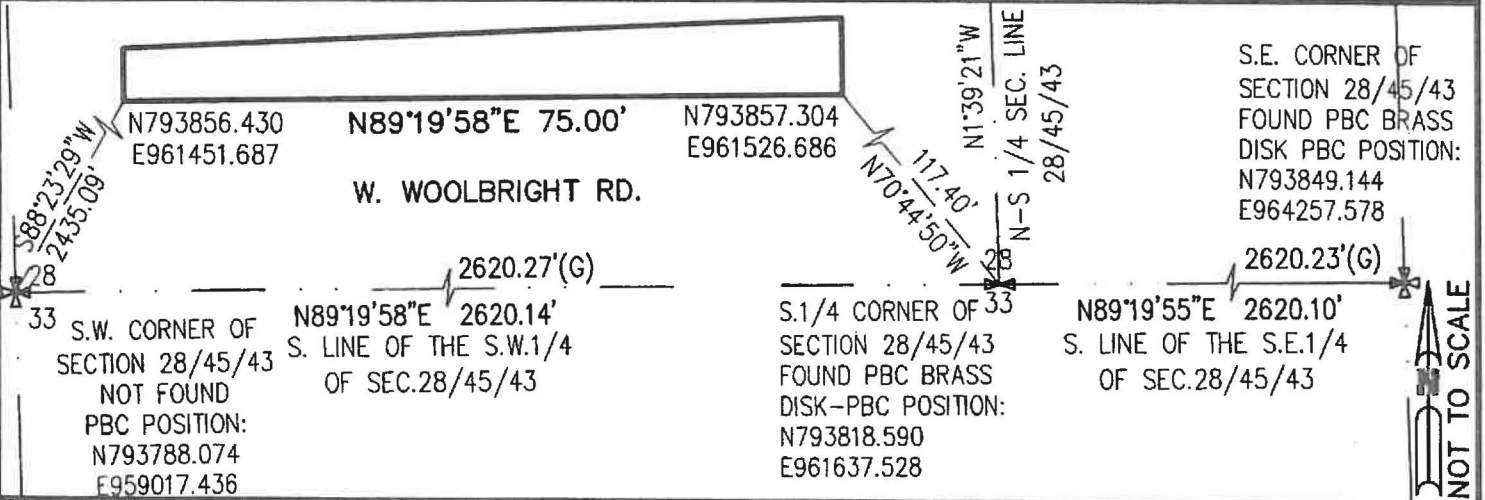 S88°23'29"W
2435.09'
N793856.430
E961451.687
N89°19'58"E 75.00'
N793857.304
E961526.686
W. WOOLBRIGHT RD.
117.40'
N70°44'50"W
N1°39'21"W
N-S 1/4 SEC. LINE
28/45/43
S.E. CORNER OF
SECTION 28/45/43
FOUND PBC BRASS
DISK PBC POSITION:
N793849.144
E964257.578
28
33
2620.27'(G)
N89°19'58"E 2620.14'
S. LINE OF THE S.W.1/4
OF SEC.28/45/43
S.W. CORNER OF
SECTION 28/45/43
NOT FOUND
PBC POSITION:
N793788.074
E959017.436
28
33
S.1/4 CORNER OF
SECTION 28/45/43
FOUND PBC BRASS
DISK-PBC POSITION:
N793818.590
E961637.528
2620.23'(G)
N89°19'55"E 2620.10'
S. LINE OF THE S.E.1/4
OF SEC.28/45/43
N
NOT TO SCALE